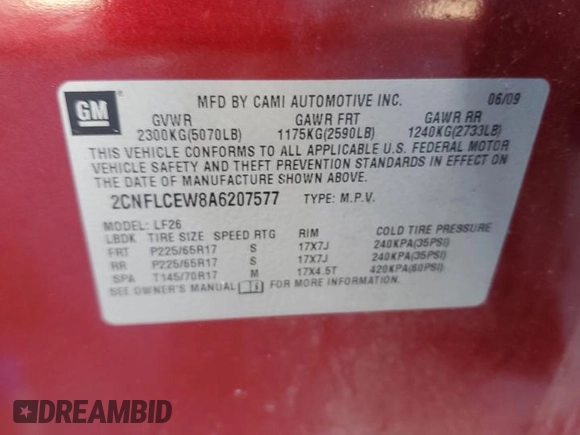 GM
MFD BY CAMI AUTOMOTIVE INC. 06/09
GVWR GAWR FRT GAWR RR
2300KG(5070LB) 1175KG(2590LB) 1240KG(2733LB)
THIS VEHICLE CONFORMS TO ALL APPLICABLE U.S. FEDERAL MOTOR
VEHICLE SAFETY AND THEFT PREVENTION STANDARDS IN EFFECT ON
THE DATE OF MANUFACTURE SHOWN ABOVE.
2CNFLCEW8A6207577 TYPE: M.P.V.
MODEL: LF26
LBDK TIRE SIZE SPEED RTG RIM COLD TIRE PRESSURE
FRT P225/65R17 S 17X7J 240KPA(35PSI)
RR P225/65R17 S 17X7J 240KPA(35PSI)
SPA T145/70R17 M 17X4.5T 420KPA(60PSI)
SEE OWNER'S MANUAL FOR MORE INFORMATION.
DREAMBID